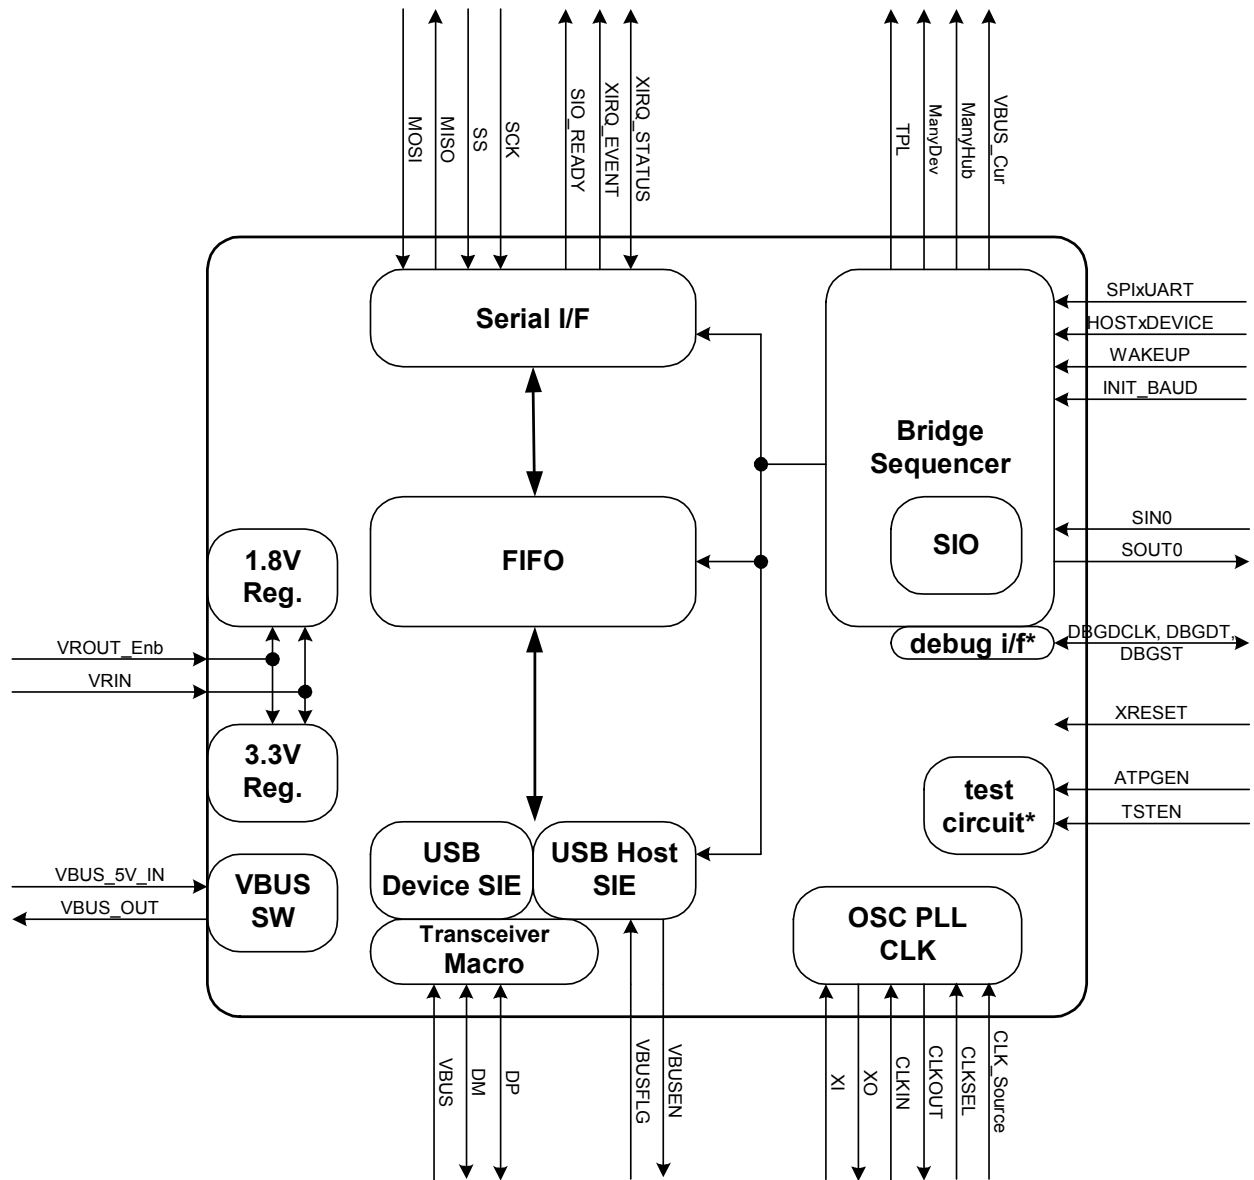 MOSI
MISO
SS
SCK
SIO_READY
XIRQ_EVENT
XIRQ_STATUS
TPL
ManyDev
ManyHub
VBUS_Cur
Serial I/F
SPIxUART
HOSTxDEVICE
WAKEUP
INIT_BAUD
Bridge
Sequencer
SIO
SIN0
SOUT0
FIFO
1.8V
Reg.
debug i/f*
DBGDCLK, DBGDT,
DBGST
VROUT_Enb
VRIN
3.3V
Reg.
XRESET
test
circuit*
ATPGEN
TSTEN
USB
Device SIE
USB Host
SIE
VBUS_5V_IN
VBUS_OUT
VBUS
SW
Transceiver
Macro
OSC PLL
CLK
VBUS
DM
DP
VBUSFLG
VBUSEN
XI
XO
CLKIN
CLKOUT
CLKSEL
CLK_Source